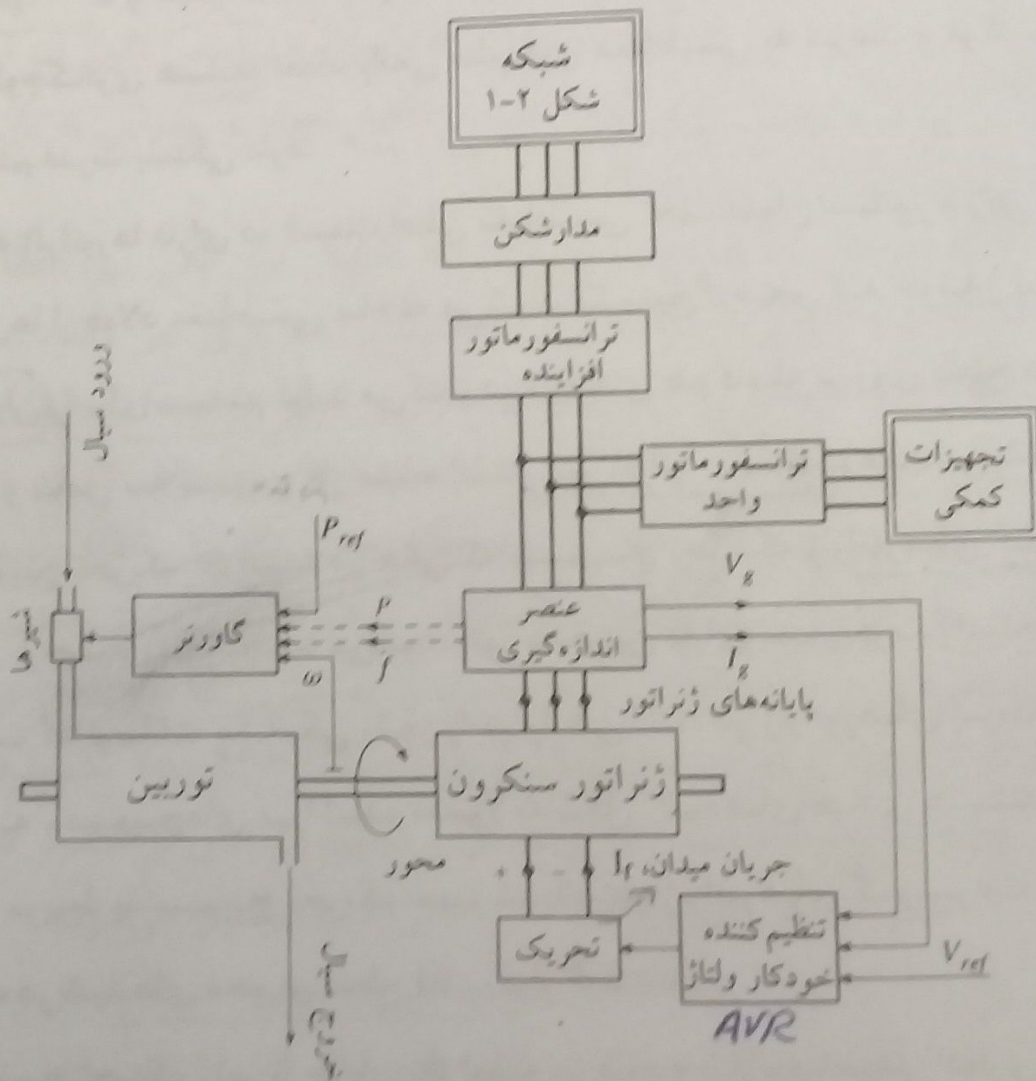 شبکه
شکل ۲-۱
مدارشکن
ترانسفورماتور
افزاینده
ورود سیال
ترانسفورماتور
واحد
تجهیزات
کمکی
P_ref
V_g
شیرها
گاورنر
P
f
ω
عنصر
اندازه‌گیری
I_g
پایانه‌های ژنراتور
توربین
ژنراتور سنکرون
محور
+
-
جریان میدان، I_f
تحریک
تنظیم کننده
خودکار ولتاژ
V_ref
AVR
خروج سیال